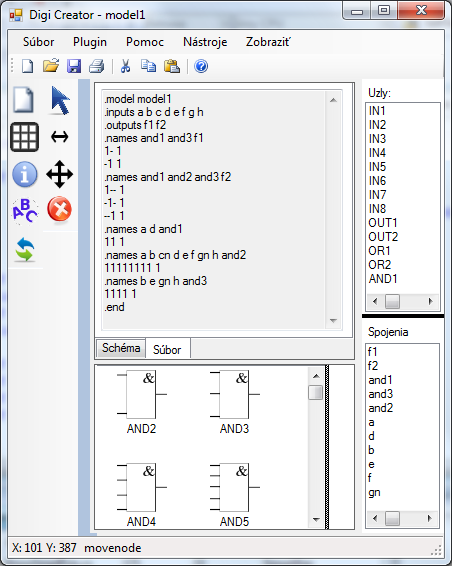 Digi Creator - model1
Súbor Plugin Pomoc Nástroje Zobraziť
.model model1
.inputs a b c d e f g h
.outputs f1 f2
.names and1 and3 f1
1- 1
-1 1
.names and1 and2 and3 f2
1-- 1
-1- 1
--1 1
.names a d and1
11 1
.names a b cn d e f gn h and2
11111111 1
.names b e gn h and3
1111 1
.end
Schéma Súbor
Uzly:
IN1
IN2
IN3
IN4
IN5
IN6
IN7
IN8
OUT1
OUT2
OR1
OR2
AND1
Spojenia
f1
f2
and1
and3
and2
a
d
b
e
f
gn
ABC
& &
AND2 AND3
& &
AND4 AND5
X: 101 Y: 387 movenode